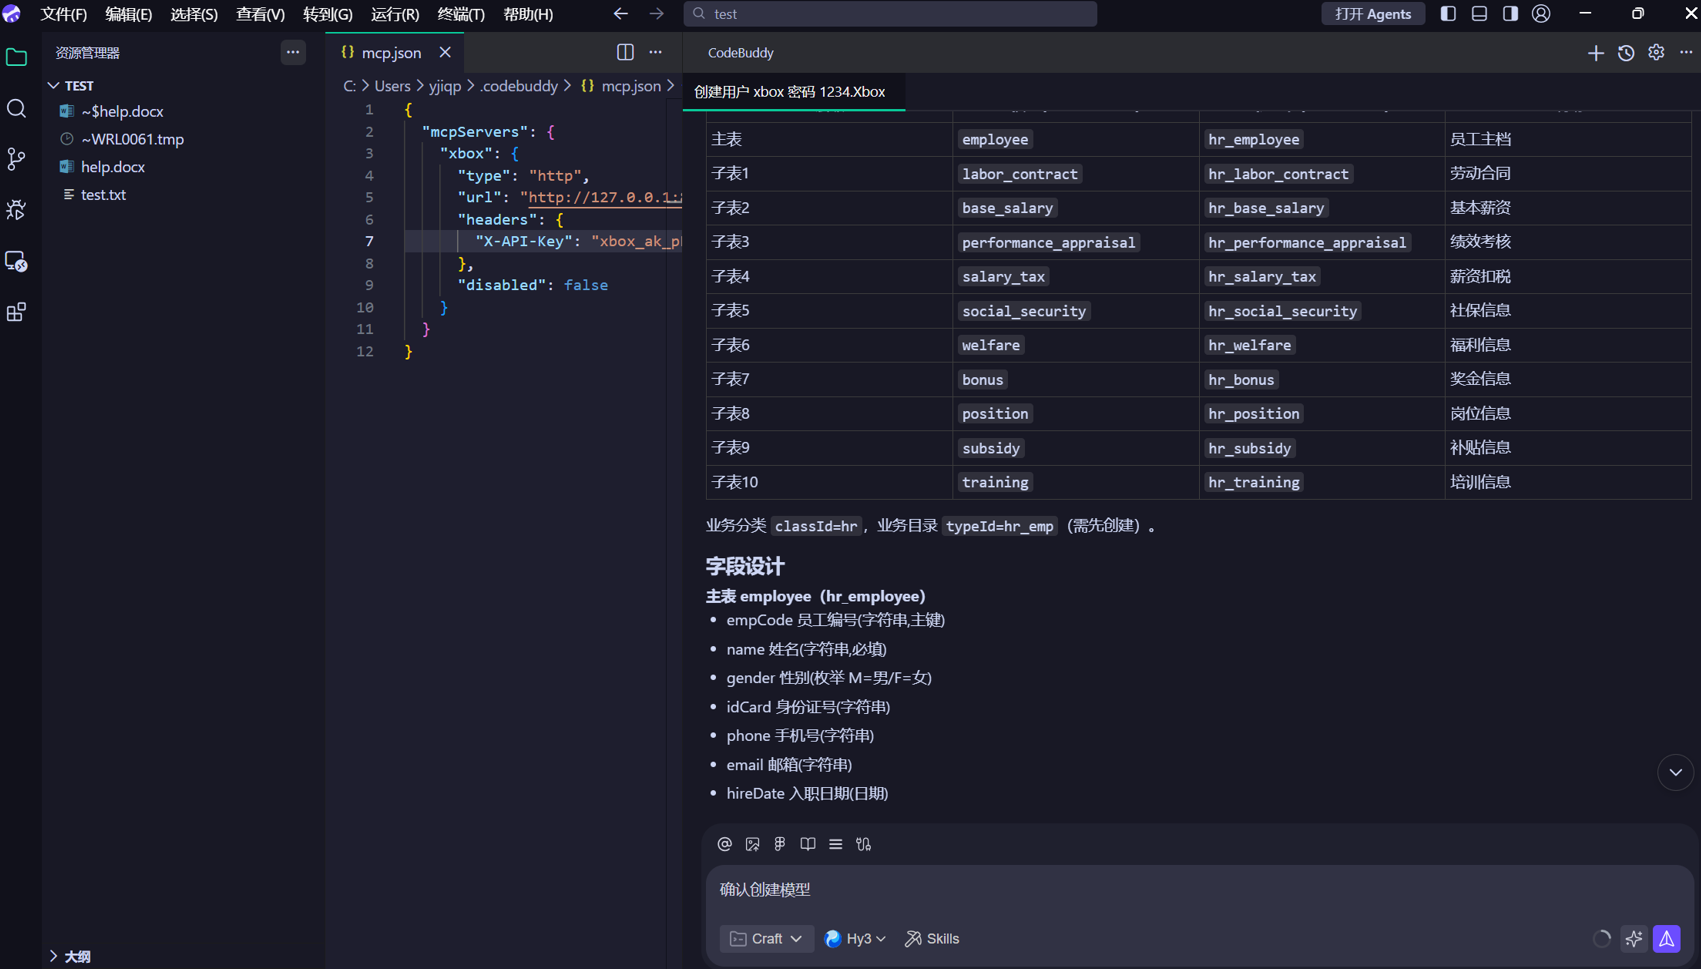 文件(F) 编辑(E) 选择(S) 查看(V) 转到(G) 运行(R) 终端(T) 帮助(H) test 打开 Agents
资源管理器
TEST
~$help.docx
~WRL0061.tmp
help.docx
test.txt
大纲
{} mcp.json
C: > Users > yjiqp > .codebuddy > {} mcp.json >
1 {
2 "mcpServers": {
3 "xbox": {
4 "type": "http",
5 "url": "http://127.0.0.1:
6 "headers": {
7 "X-API-Key": "xbox_ak_p
8 },
9 "disabled": false
10 }
11 }
12 }
CodeBuddy
创建用户 xbox 密码 1234.Xbox
主表 employee hr_employee 员工主档
子表1 labor_contract hr_labor_contract 劳动合同
子表2 base_salary hr_base_salary 基本薪资
子表3 performance_appraisal hr_performance_appraisal 绩效考核
子表4 salary_tax hr_salary_tax 薪资扣税
子表5 social_security hr_social_security 社保信息
子表6 welfare hr_welfare 福利信息
子表7 bonus hr_bonus 奖金信息
子表8 position hr_position 岗位信息
子表9 subsidy hr_subsidy 补贴信息
子表10 training hr_training 培训信息
业务分类 classId=hr，业务目录 typeId=hr_emp（需先创建）。
字段设计
主表 employee（hr_employee）
• empCode 员工编号(字符串,主键)
• name 姓名(字符串,必填)
• gender 性别(枚举 M=男/F=女)
• idCard 身份证号(字符串)
• phone 手机号(字符串)
• email 邮箱(字符串)
• hireDate 入职日期(日期)
确认创建模型
Craft Hy3 Skills